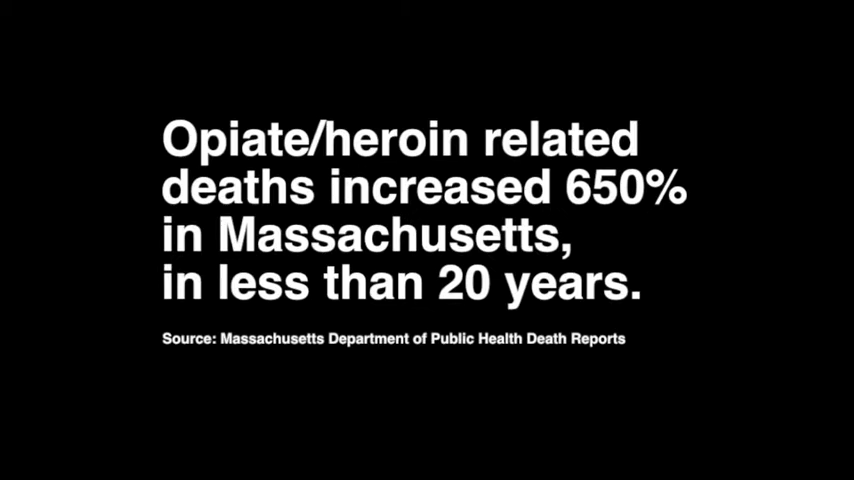 Opiate/heroin related
deaths increased 650%
in Massachusetts,
in less than 20 years.
Source: Massachusetts Department of Public Health Death Reports